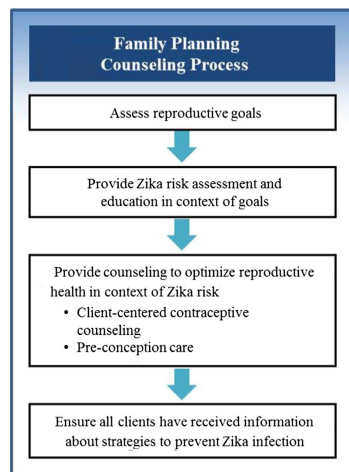 Family Planning
Counseling Process
Assess reproductive goals
Provide Zika risk assessment and
education in context of goals
Provide counseling to optimize reproductive
health in context of Zika risk
• Client-centered contraceptive
counseling
• Pre-conception care
Ensure all clients have received information
about strategies to prevent Zika infection